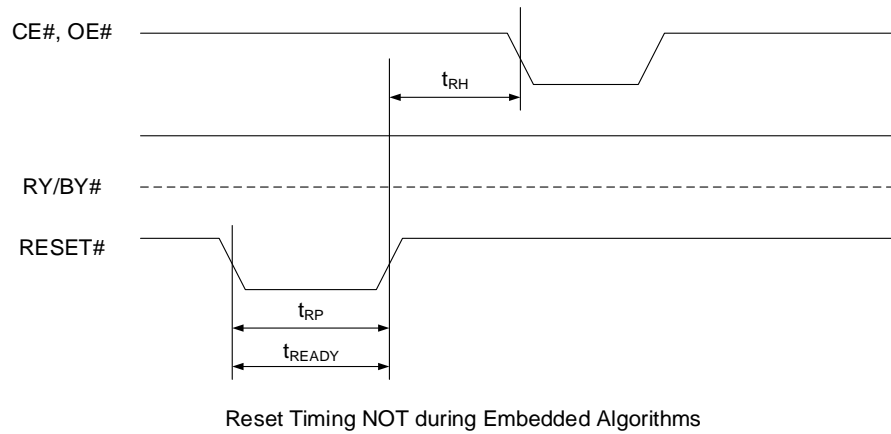 CE#, OE#
tRH
RY/BY#
RESET#
tRP
tREADY
Reset Timing NOT during Embedded Algorithms